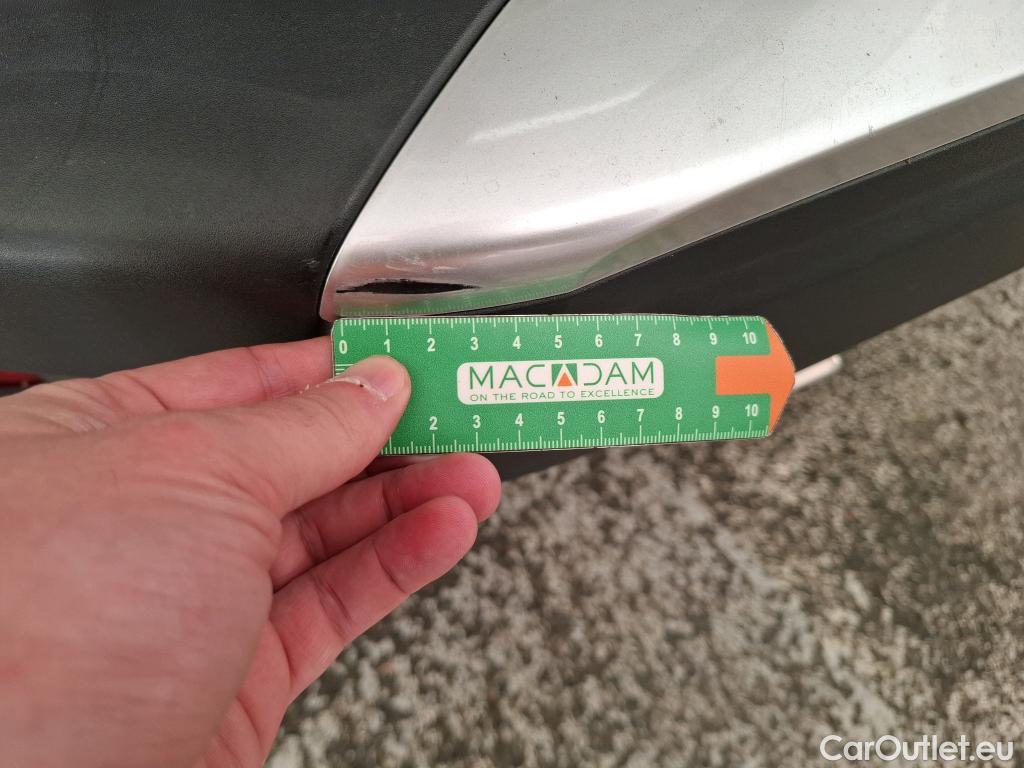 0 1 2 3 4 5 6 7 8 9 10
MACADAM
ON THE ROAD TO EXCELLENCE
2 3 4 5 6 7 8 9 10
CarOutlet.eu